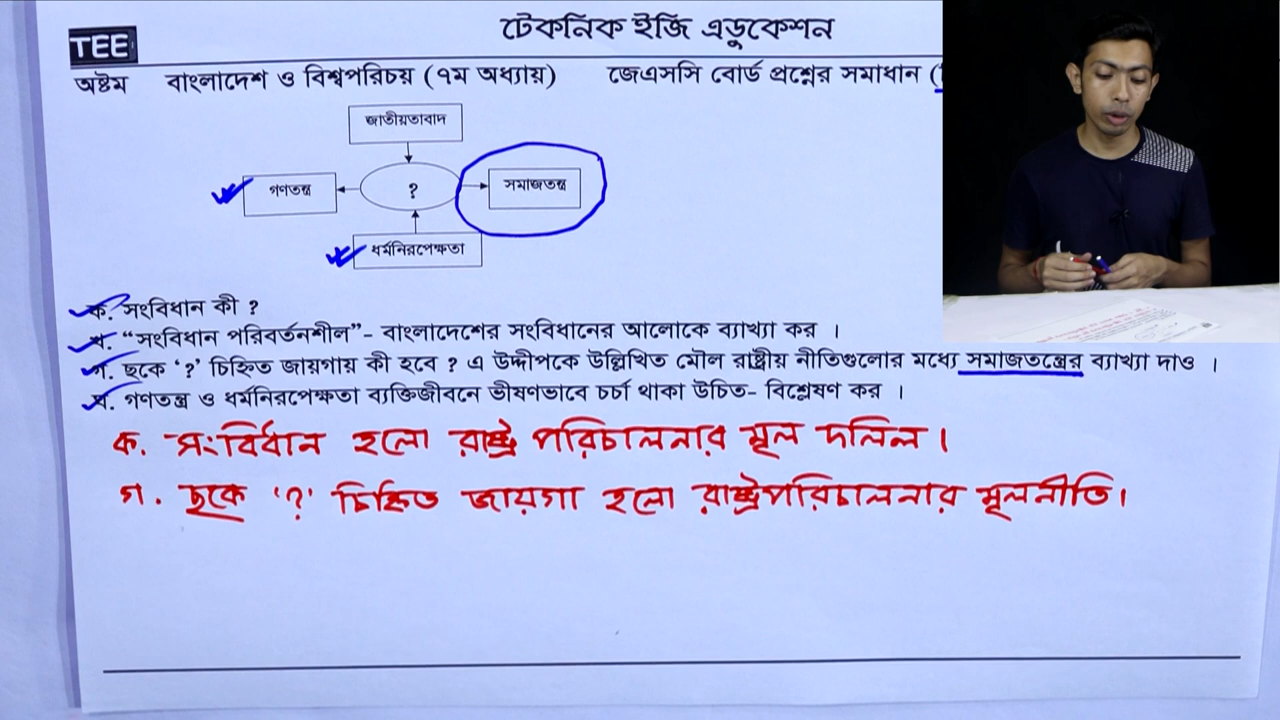 টেকনিক ইজি এডুকেশন
TEE
অষ্টম বাংলাদেশ ও বিশ্বপরিচয় (৭ম অধ্যায়) জেএসসি বোর্ড প্রশ্নের সমাধান (
জাতীয়তাবাদ
গণতন্ত্র ? সমাজতন্ত্র
ধর্মনিরপেক্ষতা
ক. সংবিধান কী ?
খ. “সংবিধান পরিবর্তনশীল”- বাংলাদেশের সংবিধানের আলোকে ব্যাখ্যা কর ।
গ. ছকে ‘?’ চিহ্নিত জায়গায় কী হবে ? এ উদ্দীপকে উল্লিখিত মৌল রাষ্ট্রীয় নীতিগুলোর মধ্যে সমাজতন্ত্রের ব্যাখ্যা দাও ।
ঘ. গণতন্ত্র ও ধর্মনিরপেক্ষতা ব্যক্তিজীবনে ভীষণভাবে চর্চা থাকা উচিত- বিশ্লেষণ কর ।
ক. সংবিধান হলো রাষ্ট্র পরিচালনার মূল দলিল।
গ. ছকে ‘?’ চিহ্নিত জায়গা হলো রাষ্ট্রপরিচালনার মূলনীতি।